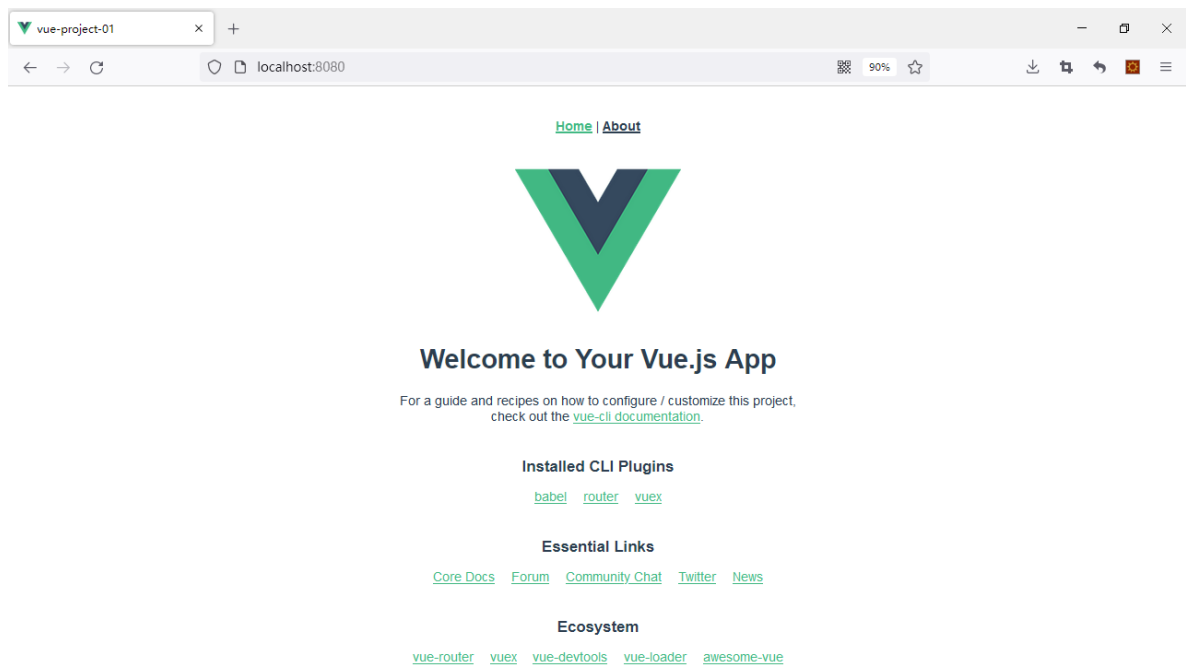 vue-project-01
localhost:8080
90%
Home | About
Welcome to Your Vue.js App
For a guide and recipes on how to configure / customize this project,
check out the vue-cli documentation.
Installed CLI Plugins
babel router vuex
Essential Links
Core Docs Forum Community Chat Twitter News
Ecosystem
vue-router vuex vue-devtools vue-loader awesome-vue